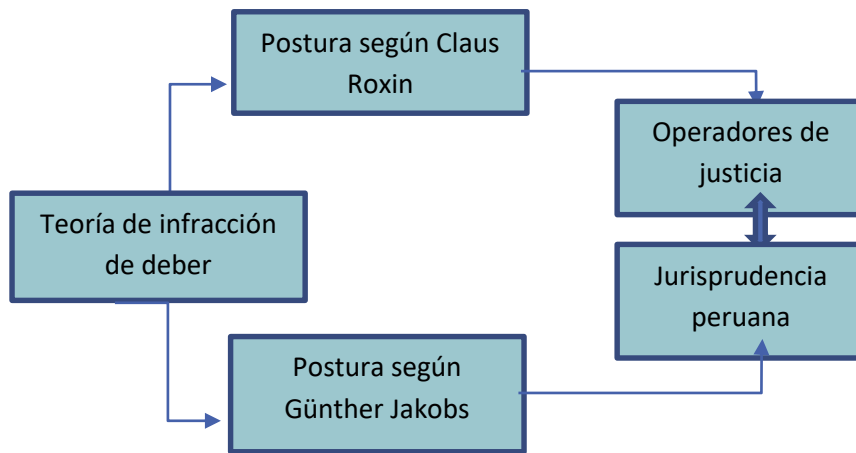 Postura según Claus
Roxin
Operadores de
justicia
Teoría de infracción
de deber
Jurisprudencia
peruana
Postura según
Günther Jakobs